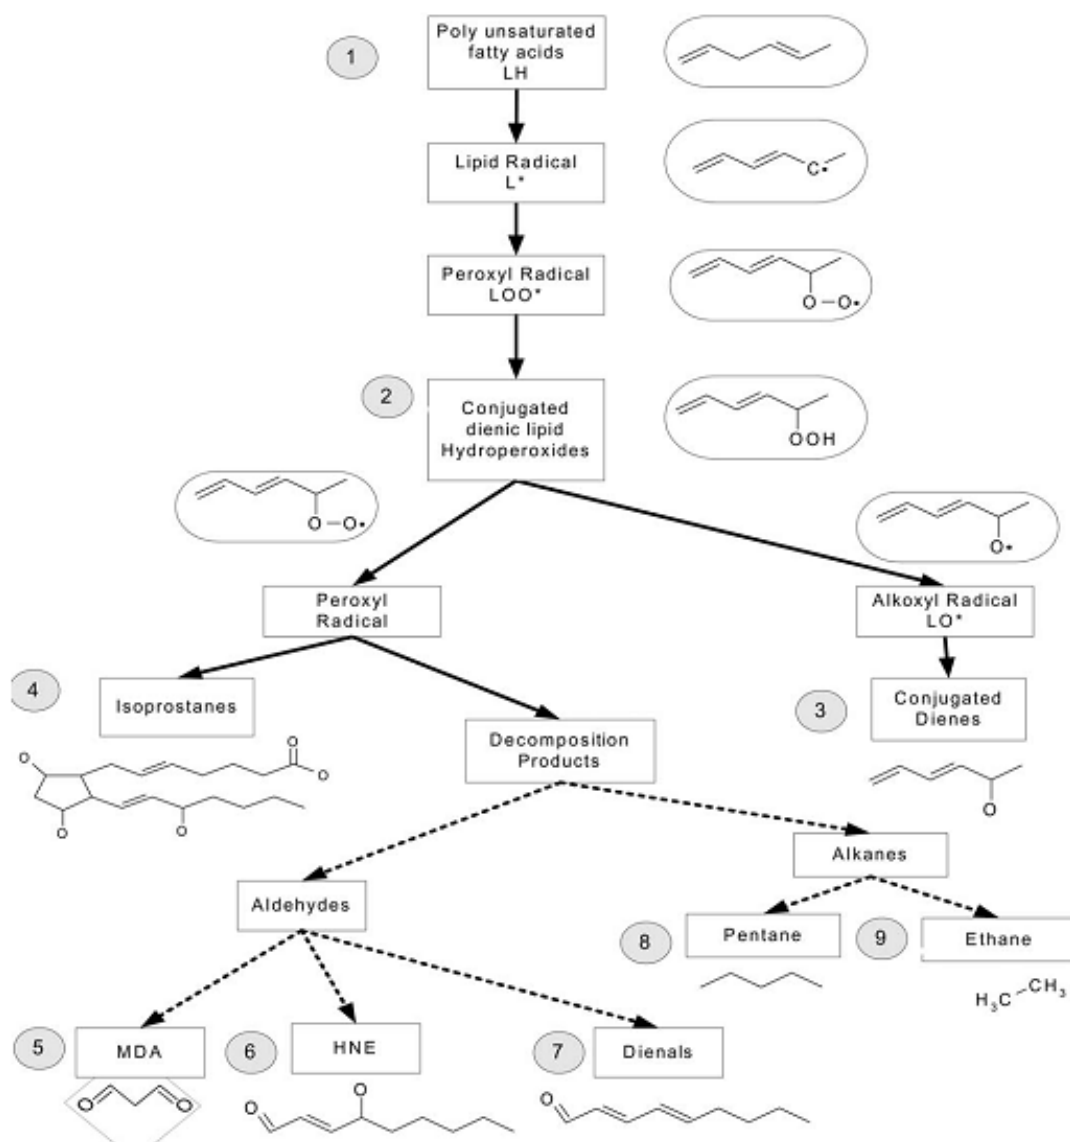 1
Poly unsaturated
fatty acids
LH
Lipid Radical
L*
C•
Peroxyl Radical
LOO*
O–O•
2
Conjugated
dienic lipid
Hydroperoxides
OOH
O–O•
O•
Peroxyl
Radical
Alkoxyl Radical
LO*
4
Isoprostanes
3
Conjugated
Dienes
Decomposition
Products
O
O
O
O
O
O
Alkanes
Aldehydes
8
Pentane
9
Ethane
H3C–CH3
5
MDA
6
HNE
7
Dienals
O
O
O
O
O